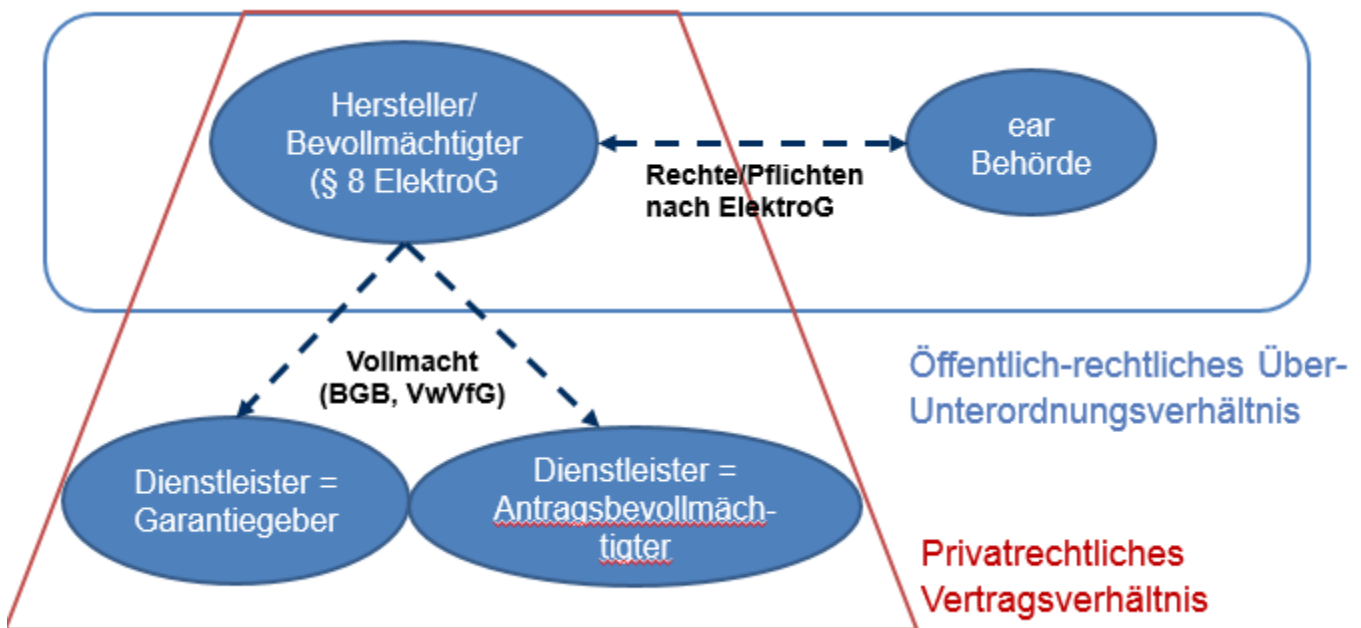 Hersteller/
Bevollmächtigter
(§ 8 ElektroG
ear
Behörde
Rechte/Pflichten
nach ElektroG
Vollmacht
(BGB, VwVfG)
Öffentlich-rechtliches Über-
Unterordnungsverhältnis
Dienstleister =
Garantiegeber
Dienstleister =
Antragsbevollmäch-
tigter
Privatrechtliches
Vertragsverhältnis